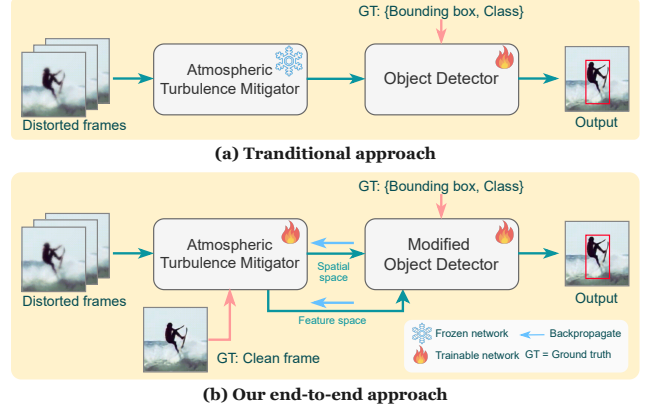 GT: {Bounding box, Class}
Atmospheric
Turbulence Mitigator
Object Detector
Distorted frames
Output
(a) Tranditional approach
GT: {Bounding box, Class}
Atmospheric
Turbulence Mitigator
Spatial
space
Modified
Object Detector
Distorted frames
Output
Feature space
GT: Clean frame
Frozen network
Backpropagate
Trainable network
GT = Ground truth
(b) Our end-to-end approach